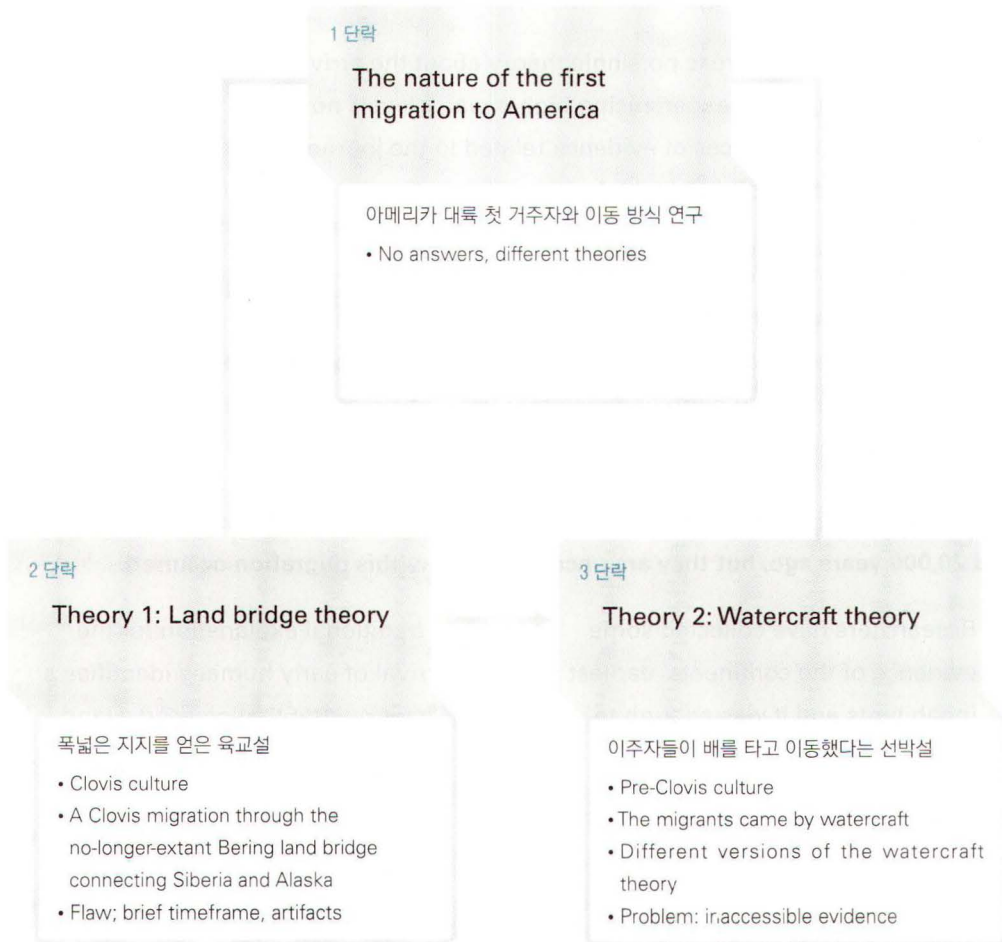 1 단락
The nature of the first
migration to America
아메리카 대륙 첫 거주자와 이동 방식 연구
• No answers, different theories
2 단락
Theory 1: Land bridge theory
폭넓은 지지를 얻은 육교설
• Clovis culture
• A Clovis migration through the
no-longer-extant Bering land bridge
connecting Siberia and Alaska
• Flaw; brief timeframe, artifacts
3 단락
Theory 2: Watercraft theory
이주자들이 배를 타고 이동했다는 선박설
• Pre-Clovis culture
• The migrants came by watercraft
• Different versions of the watercraft
theory
• Problem: inaccessible evidence